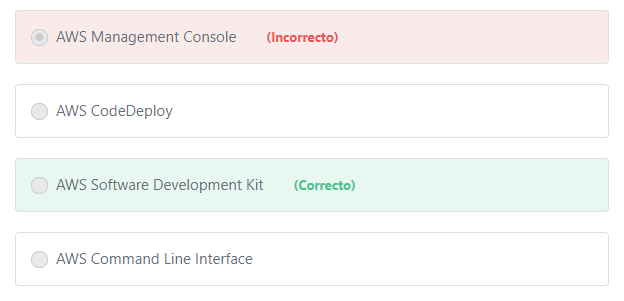 AWS Management Console (Incorrecto)
AWS CodeDeploy
AWS Software Development Kit (Correcto)
AWS Command Line Interface